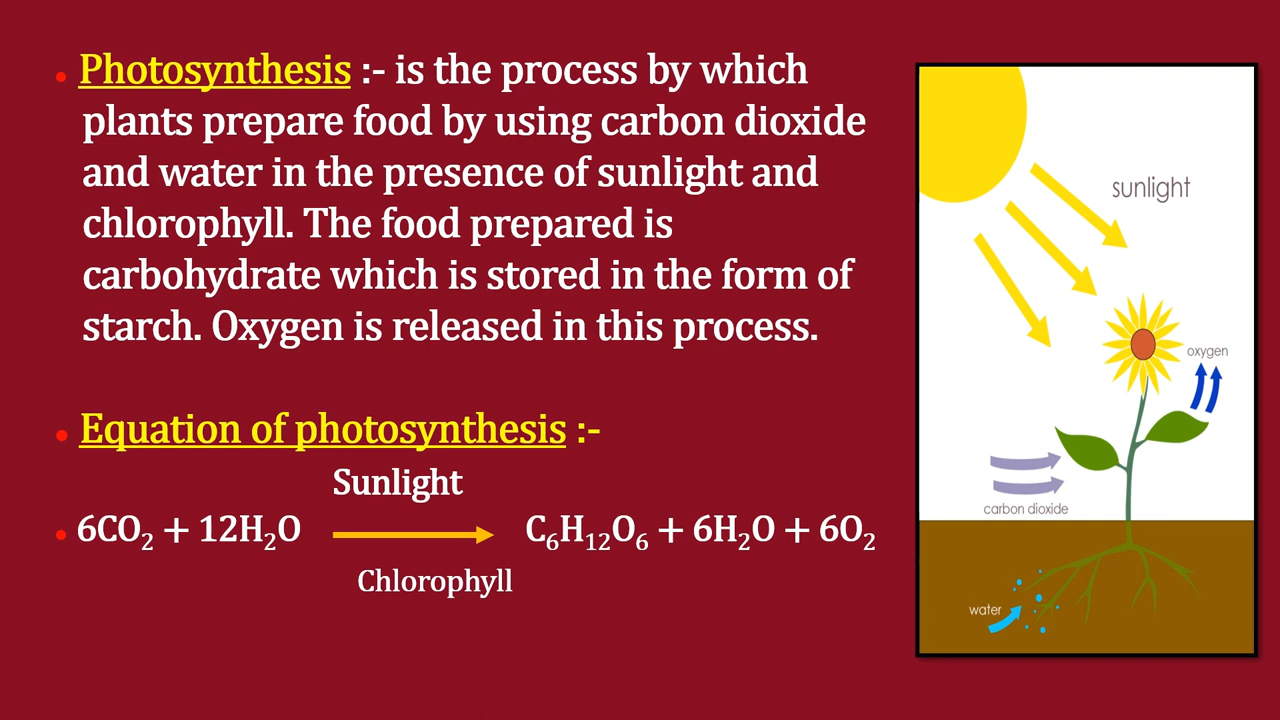 • Photosynthesis :- is the process by which
plants prepare food by using carbon dioxide
and water in the presence of sunlight and
chlorophyll. The food prepared is
carbohydrate which is stored in the form of
starch. Oxygen is released in this process.
• Equation of photosynthesis :-
Sunlight
• 6CO₂ + 12H₂O → C₆H₁₂O₆ + 6H₂O + 6O₂
Chlorophyll
sunlight
oxygen
carbon dioxide
water